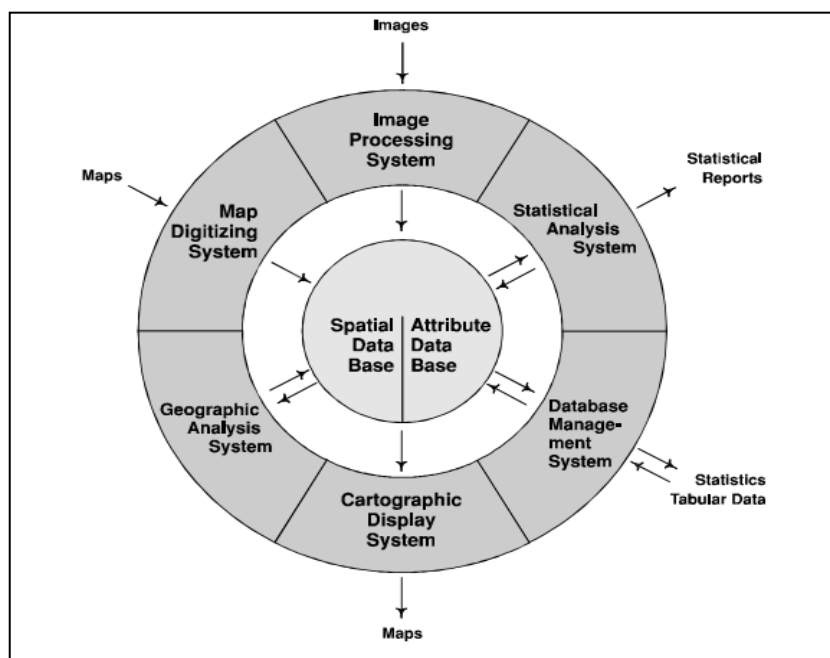 Images
Image
Processing
System
Statistical
Reports
Maps
Map
Digitizing
System
Statistical
Analysis
System
Spatial
Data
Base
Attribute
Data
Base
Geographic
Analysis
System
Database
Manage-
ment
System
Cartographic
Display
System
Statistics
Tabular Data
Maps